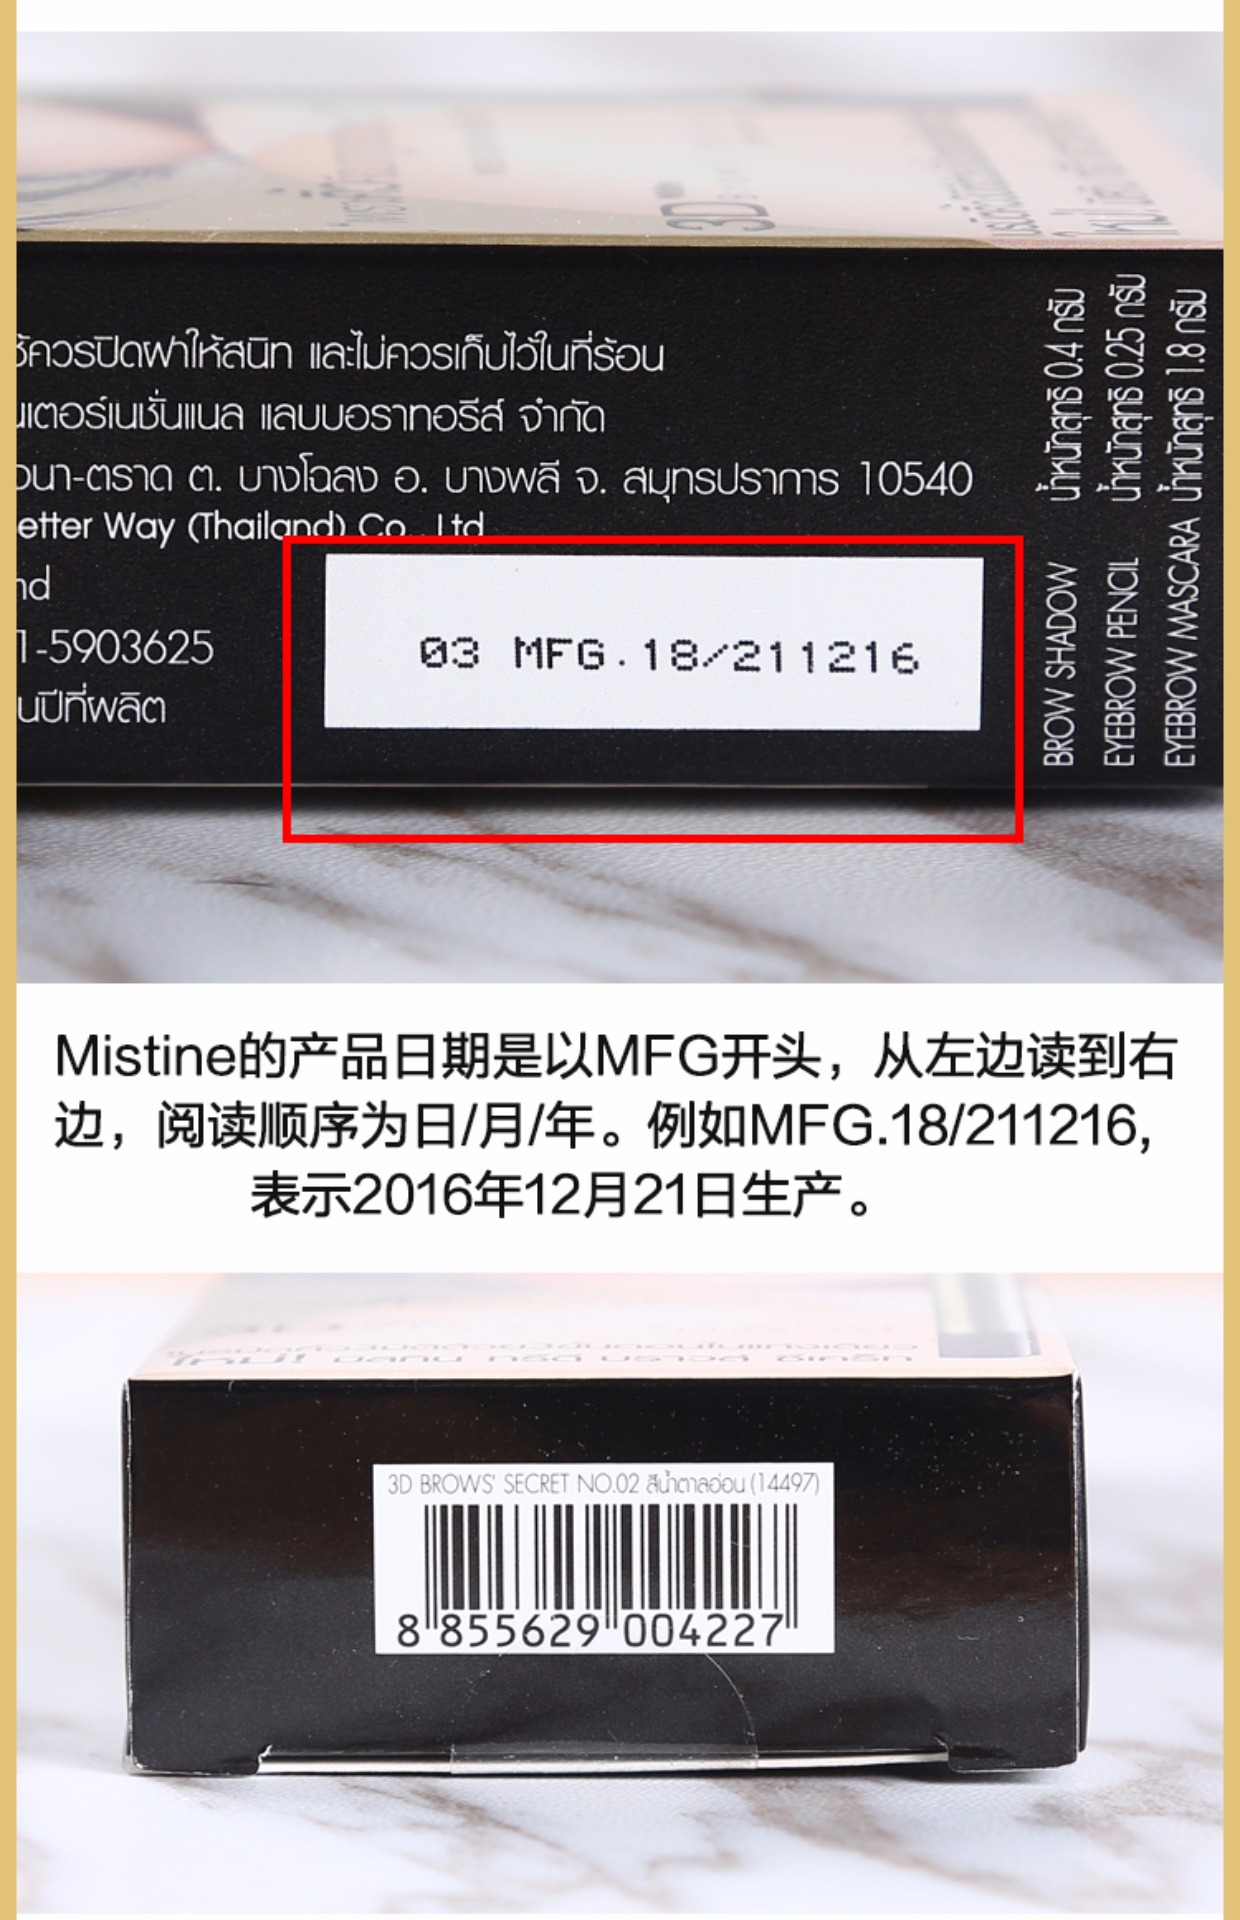 3D
ใช้ควรปิดฝาให้สนิท และไม่ควรเก็บไว้ในที่ร้อน
นเตอร์เนชั่นแนล แลบบอราทอรีส์ จำกัด
งนา-ตราด ต. บางโฉลง อ. บางพลี จ. สมุทรปราการ 10540
etter Way (Thailand) Co., Ltd
nd
1-5903625
นปีที่ผลิต
03 MFG.18/211216
BROW SHADOW น้ำหนักสุทธิ 0.4 กรัม
EYEBROW PENCIL น้ำหนักสุทธิ 0.25 กรัม
EYEBROW MASCARA น้ำหนักสุทธิ 1.8 กรัม
Mistine的产品日期是以MFG开头，从左边读到右
边，阅读顺序为日/月/年。例如MFG.18/211216,
表示2016年12月21日生产。
3D BROWS' SECRET NO.02 สีน้ำตาลอ่อน (14497)
8 855629 004227